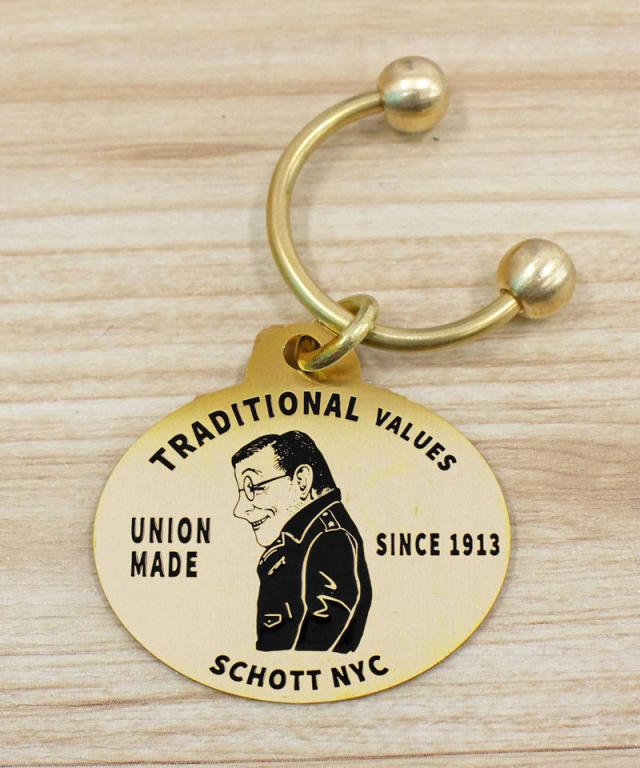 TRADITIONAL VALUES
UNION
MADE
SINCE 1913
SCHOTT NYC